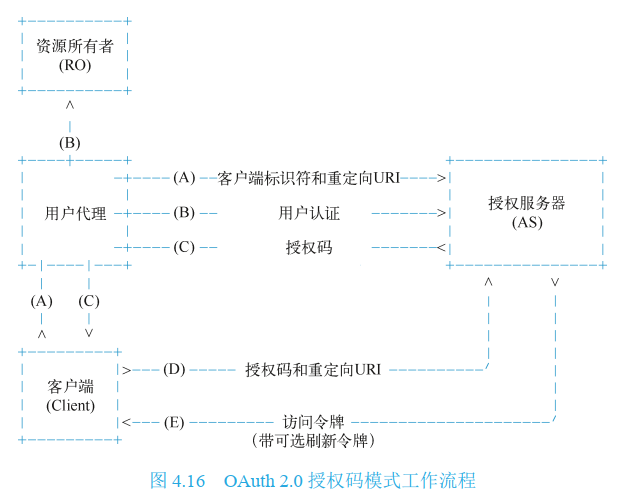 资源所有者
(RO)
(B)
用户代理
(A) 客户端标识符和重定向URI
(B) 用户认证
(C) 授权码
授权服务器
(AS)
(A) (C)
客户端
(Client)
(D) 授权码和重定向URI
(E) 访问令牌
（带可选刷新令牌）
图 4.16 OAuth 2.0 授权码模式工作流程